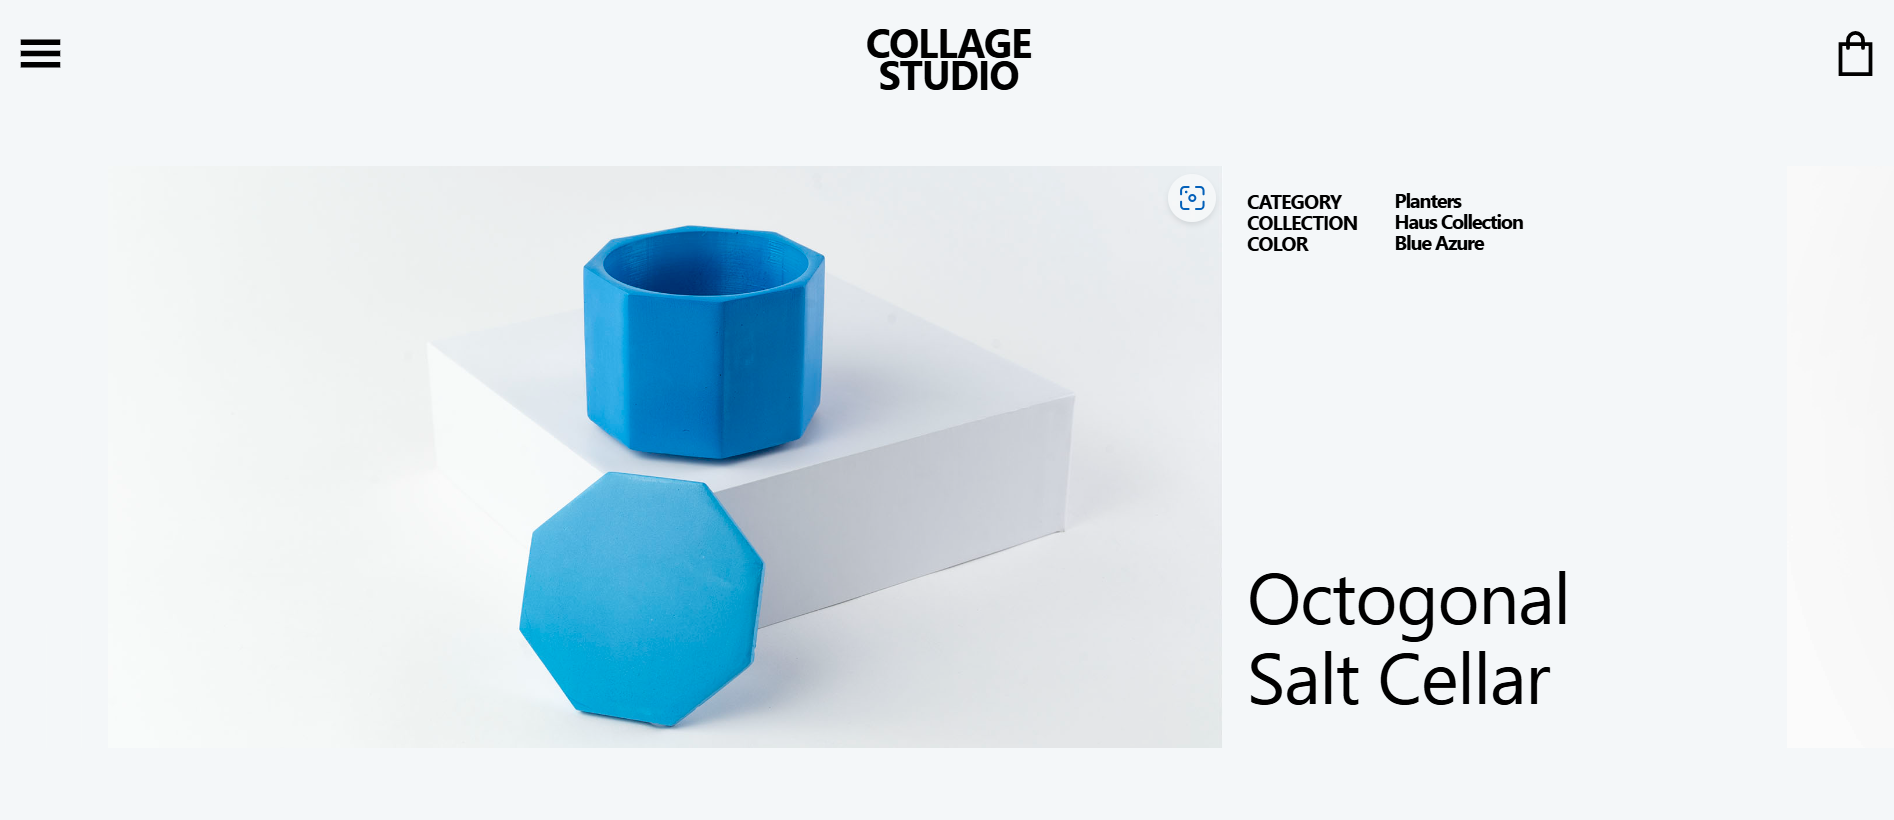 COLLAGE
STUDIO
CATEGORY Planters
COLLECTION Haus Collection
COLOR Blue Azure
Octogonal
Salt Cellar